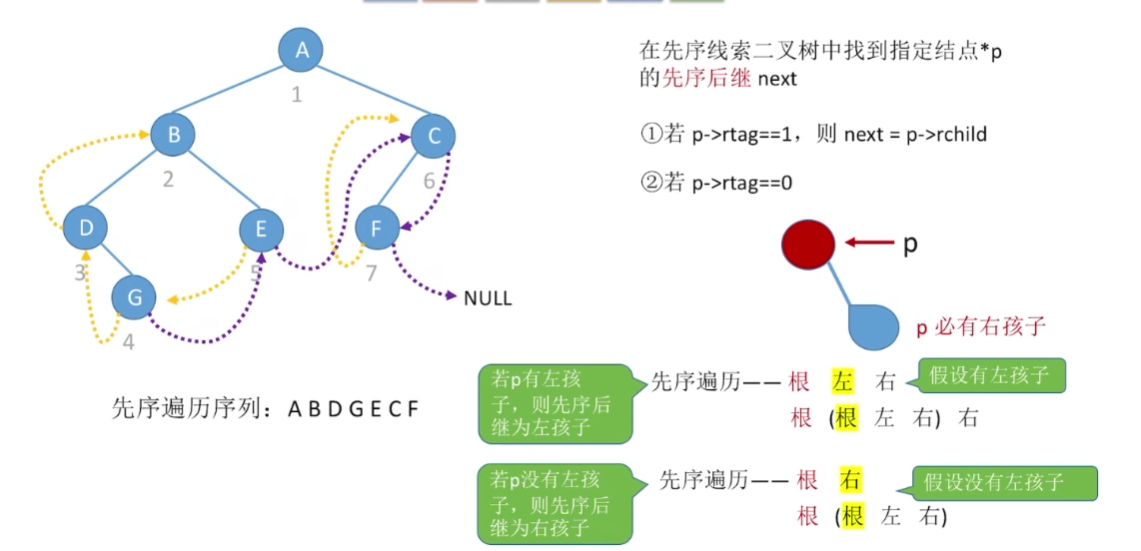 A
1
B
2
C
6
D
3
E
5
F
7
G
4
NULL
先序遍历序列：A B D G E C F
在先序线索二叉树中找到指定结点*p
的先序后继 next
①若 p->rtag==1，则 next = p->rchild
②若 p->rtag==0
p
p 必有右孩子
若p有左孩
子，则先序后
继为左孩子
先序遍历—— 根 左 右
假设有左孩子
根 (根 左 右) 右
若p没有左孩
子，则先序后
继为右孩子
先序遍历—— 根 右
假设没有左孩子
根 (根 左 右)